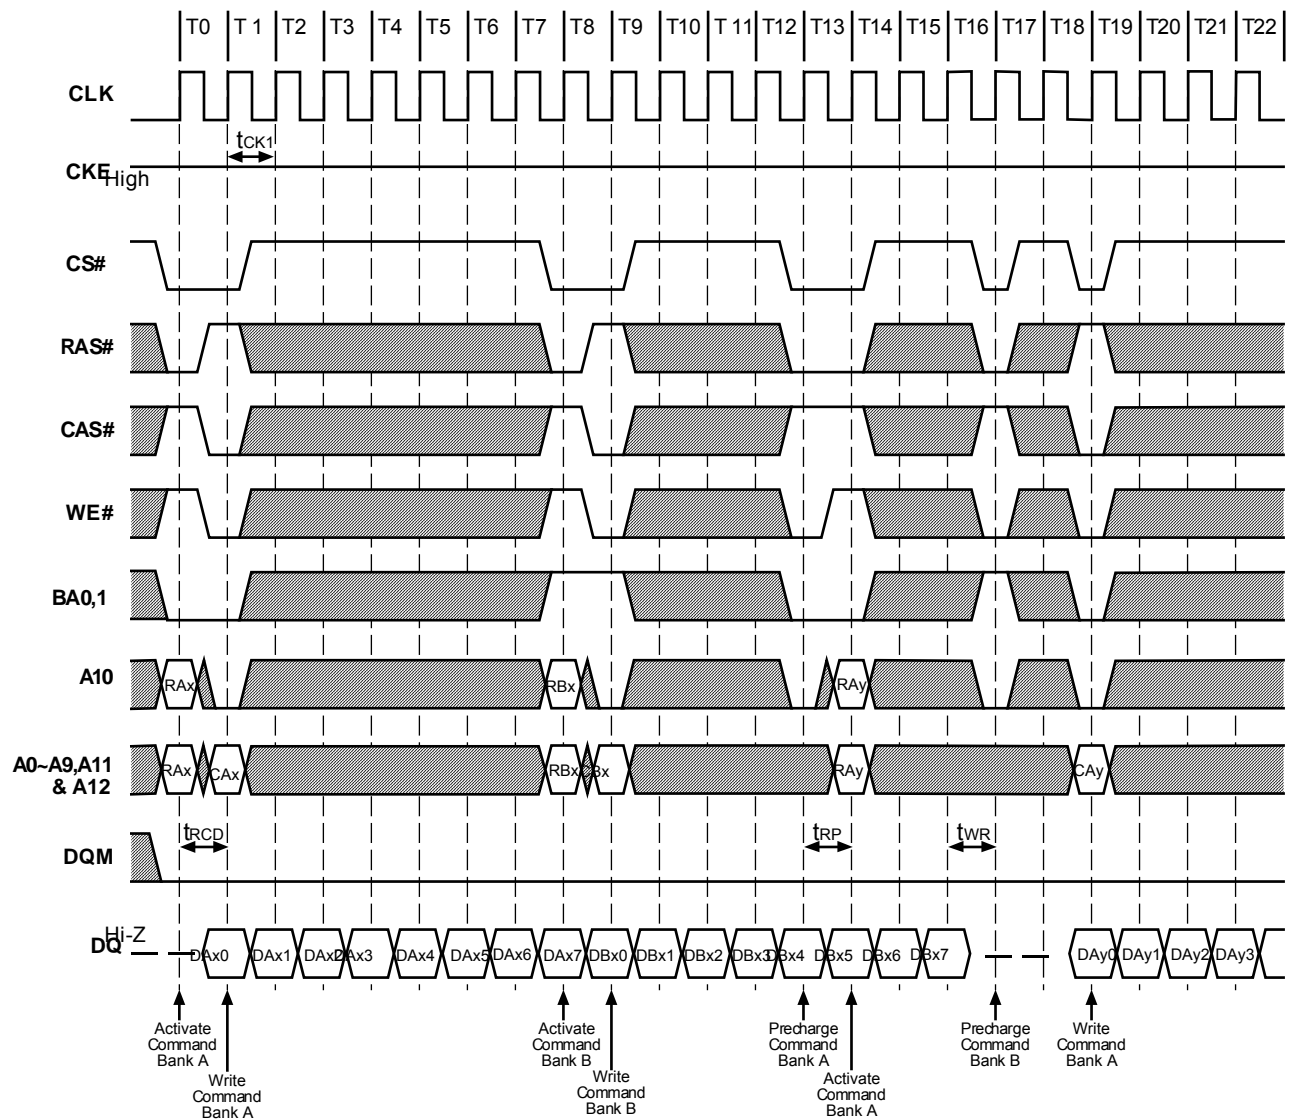 T0 T 1 T2 T3 T4 T5 T6 T7 T8 T9 T10 T 11 T12 T13 T14 T15 T16 T17 T18 T19 T20 T21 T22
CLK
tCK1
CKE High
CS#
RAS#
CAS#
WE#
BA0,1
A10 RAx RBx RAy
A0~A9,A11
& A12
RAx CAx RBx CBx RAy CAy
tRCD tRP tWR
DQM
Hi-Z
DQ
DAx0 DAx1 DAx2 DAx3 DAx4 DAx5 DAx6 DAx7 DBx0 DBx1 DBx2 DBx3 DBx4 DBx5 DBx6 DBx7 DAy0 DAy1 DAy2 DAy3
Activate
Command
Bank A
Write
Command
Bank A
Activate
Command
Bank B
Write
Command
Bank B
Precharge
Command
Bank A
Activate
Command
Bank A
Precharge
Command
Bank B
Write
Command
Bank A